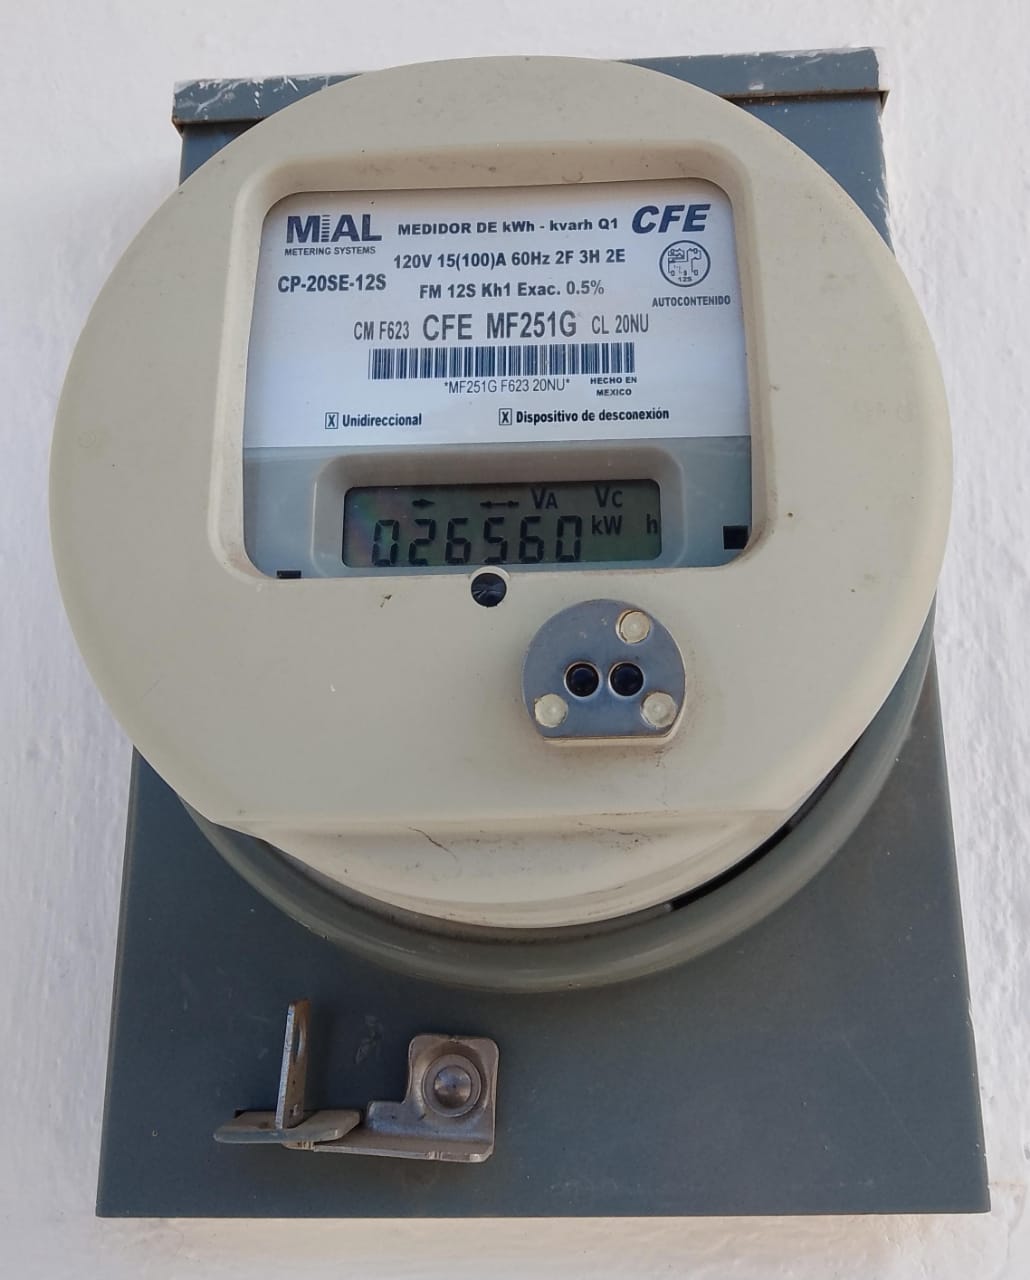 MIAL
METERING SYSTEMS
MEDIDOR DE kWh - kvarh Q1
CFE
120V 15(100)A 60Hz 2F 3H 2E
CP-20SE-12S
FM 12S Kh1 Exac. 0.5%
12S
AUTOCONTENIDO
CM F623 CFE MF251G CL 20NU
*MF251G F623 20NU*
HECHO EN
MEXICO
X Unidireccional
X Dispositivo de desconexión
VA VC
026560 kW h